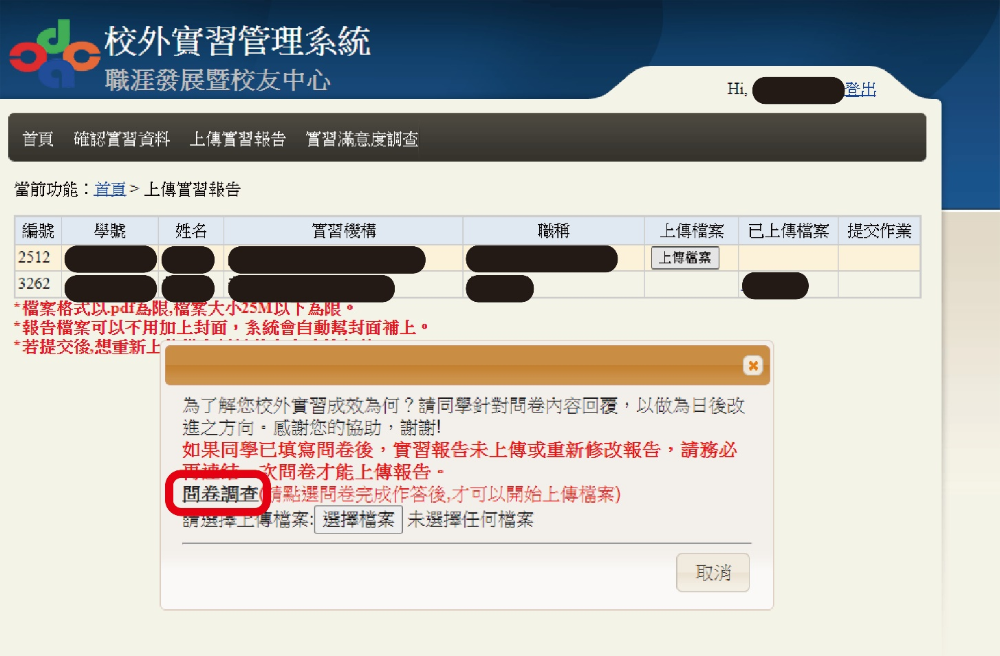 校外實習管理系統
職涯發展暨校友中心
Hi, 登出
首頁 確認實習資料 上傳實習報告 實習滿意度調查
當前功能：首頁 > 上傳實習報告
編號 學號 姓名 實習機構 職稱 上傳檔案 已上傳檔案 提交作業
2512 上傳檔案
3262
*檔案格式以.pdf為限,檔案大小25M以下為限。
*報告檔案可以不用加上封面，系統會自動幫封面補上。
*若提交後,想重新上
為了解您校外實習成效為何？請同學針對問卷內容回覆，以做為日後改
進之方向。感謝您的協助，謝謝!
如果同學已填寫問卷後，實習報告未上傳或重新修改報告，請務必
再連結一次問卷才能上傳報告。
問卷調查(請點選問卷完成作答後,才可以開始上傳檔案)
請選擇上傳檔案: 選擇檔案 未選擇任何檔案
取消